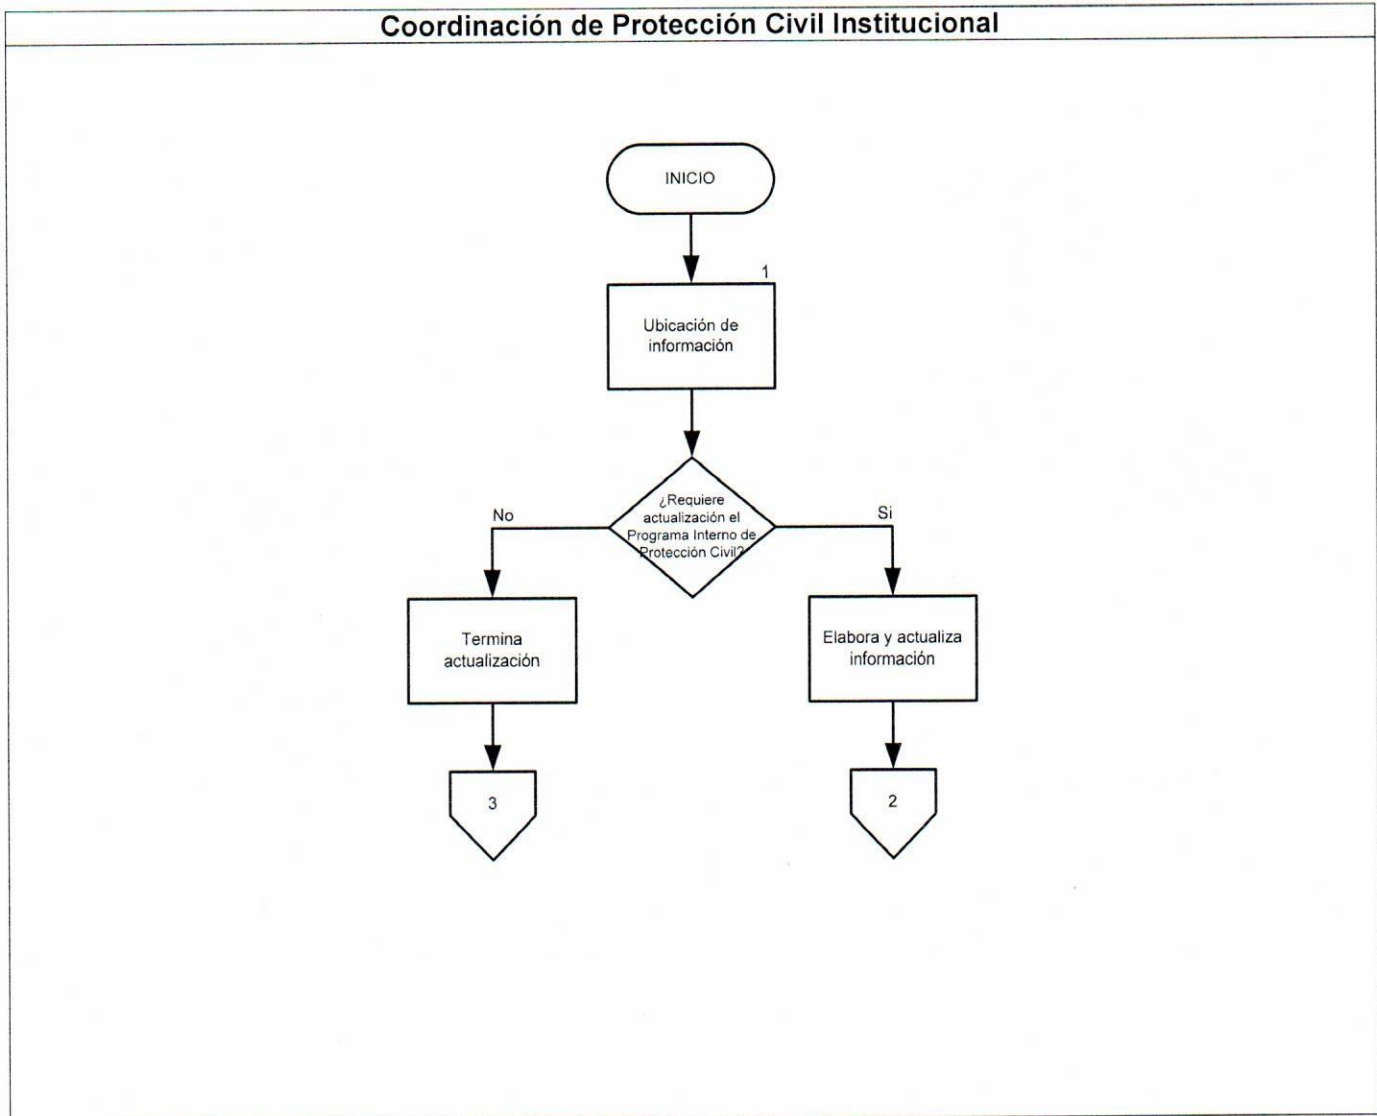 Coordinación de Protección Civil Institucional
INICIO
1
Ubicación de
información
¿Requiere
actualización el
Programa Interno de
Protección Civil?
No
Si
Termina
actualización
Elabora y actualiza
información
3
2